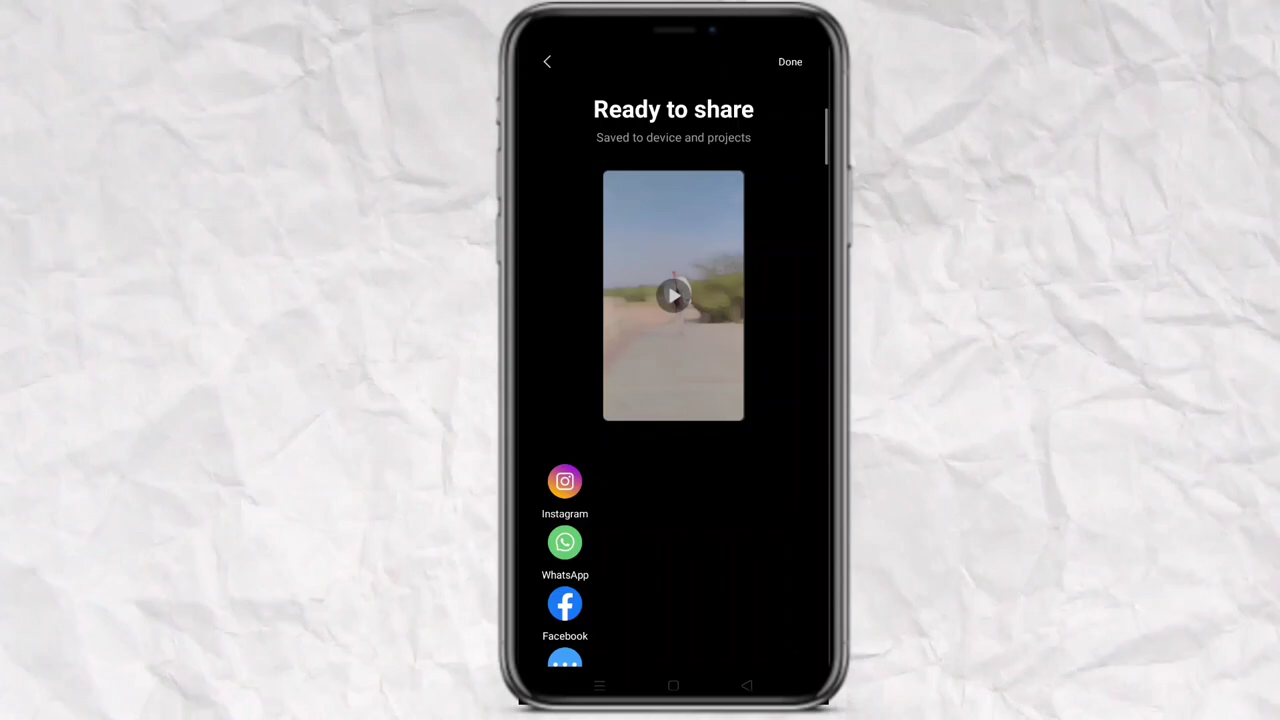 Done
Ready to share
Saved to device and projects
Instagram
WhatsApp
Facebook